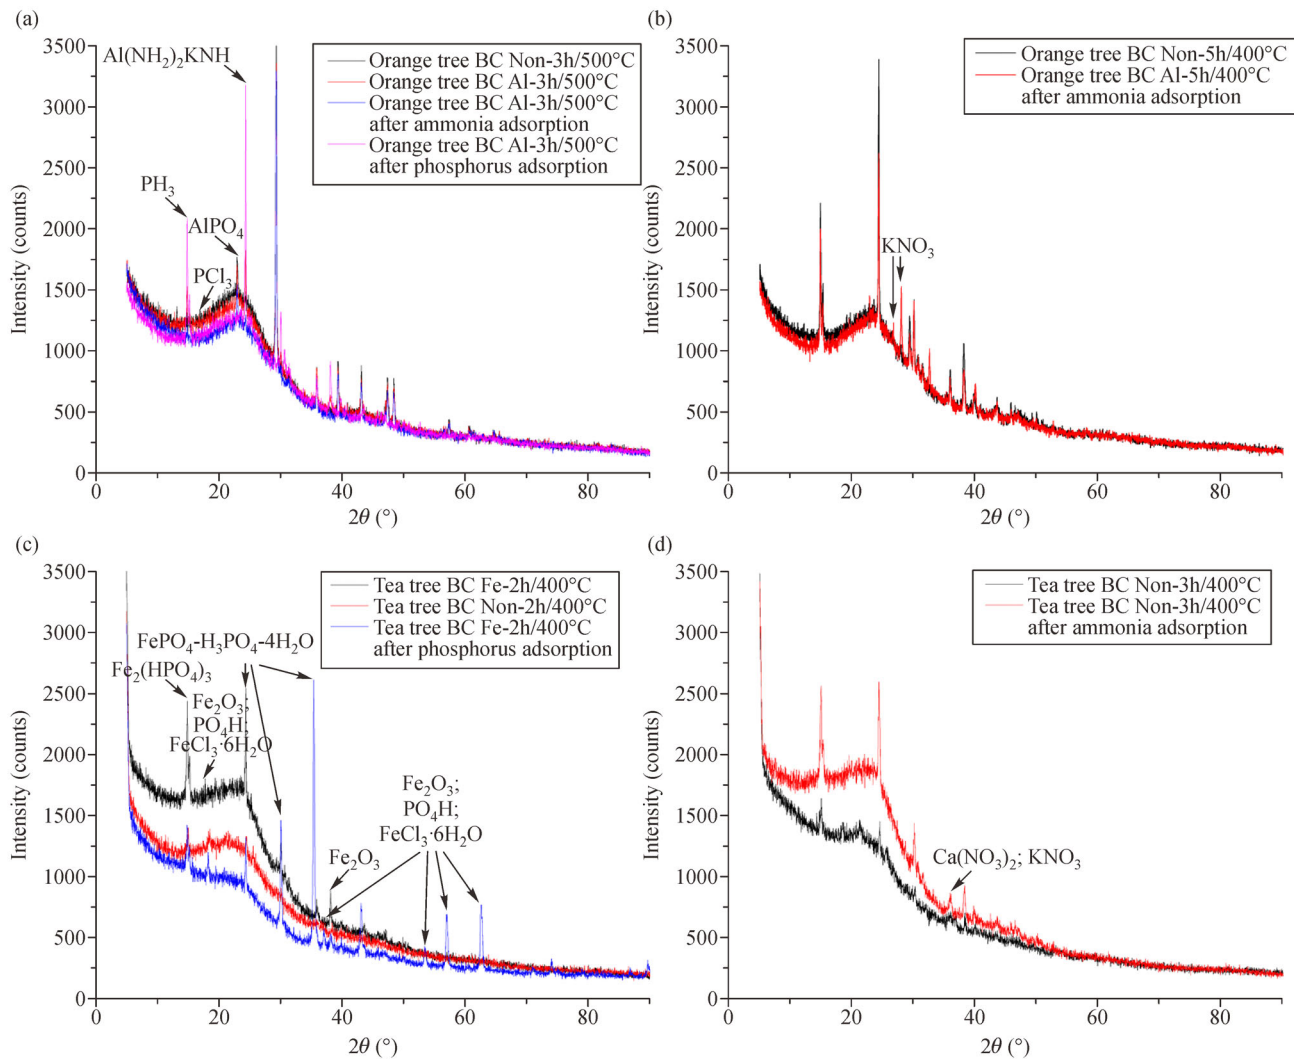 (a)
3500
3000
2500
2000
1500
1000
500
0
Intensity (counts)
0
20
40
60
80
2θ (°)
Orange tree BC Non-3h/500°C
Orange tree BC Al-3h/500°C
Orange tree BC Al-3h/500°C
after ammonia adsorption
Orange tree BC Al-3h/500°C
after phosphorus adsorption
Al(NH₂)₂KNH
PH₃
AlPO₄
PCl₃
(b)
3500
3000
2500
2000
1500
1000
500
0
Intensity (counts)
0
20
40
60
80
2θ (°)
Orange tree BC Non-5h/400°C
Orange tree BC Al-5h/400°C
after ammonia adsorption
KNO₃
(c)
3500
3000
2500
2000
1500
1000
500
0
Intensity (counts)
0
20
40
60
80
2θ (°)
Tea tree BC Fe-2h/400°C
Tea tree BC Non-2h/400°C
Tea tree BC Fe-2h/400°C
after phosphorus adsorption
FePO₄-H₃PO₄-4H₂O
Fe₂(HPO₄)₃
Fe₂O₃;
PO₄H;
FeCl₃·6H₂O
Fe₂O₃
Fe₂O₃;
PO₄H;
FeCl₃·6H₂O
(d)
3500
3000
2500
2000
1500
1000
500
0
Intensity (counts)
0
20
40
60
80
2θ (°)
Tea tree BC Non-3h/400°C
Tea tree BC Non-3h/400°C
after ammonia adsorption
Ca(NO₃)₂; KNO₃